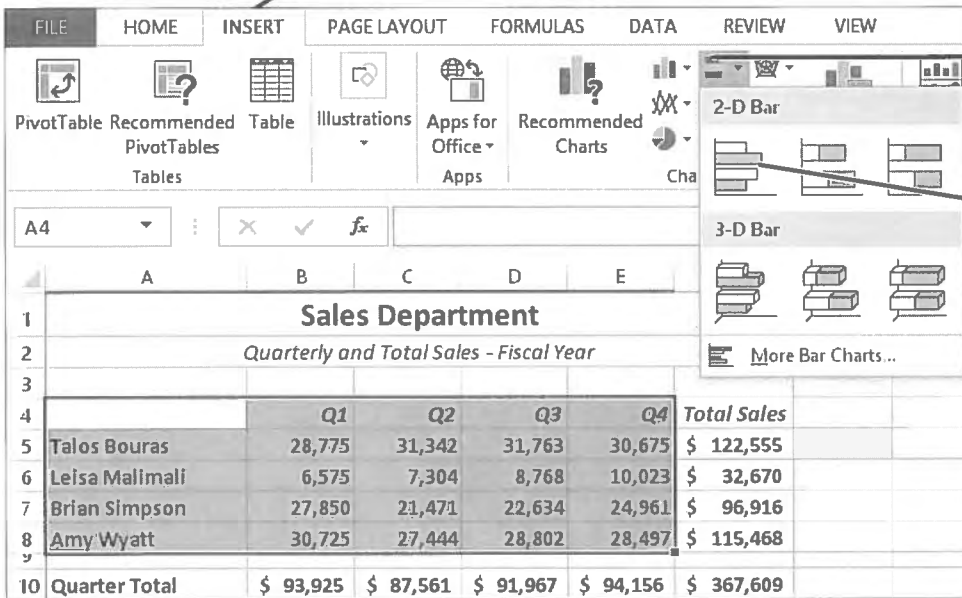 FILE HOME INSERT PAGE LAYOUT FORMULAS DATA REVIEW VIEW
PivotTable Recommended PivotTables Table Illustrations Apps for Office Recommended Charts
Tables Apps Cha
2-D Bar
3-D Bar
More Bar Charts...
A4 fx
A B C D E
1 Sales Department
2 Quarterly and Total Sales - Fiscal Year
3
4 Q1 Q2 Q3 Q4 Total Sales
5 Talos Bouras 28,775 31,342 31,763 30,675 $ 122,555
6 Leisa Malimali 6,575 7,304 8,768 10,023 $ 32,670
7 Brian Simpson 27,850 21,471 22,634 24,961 $ 96,916
8 Amy Wyatt 30,725 27,444 28,802 28,497 $ 115,468
9
10 Quarter Total $ 93,925 $ 87,561 $ 91,967 $ 94,156 $ 367,609